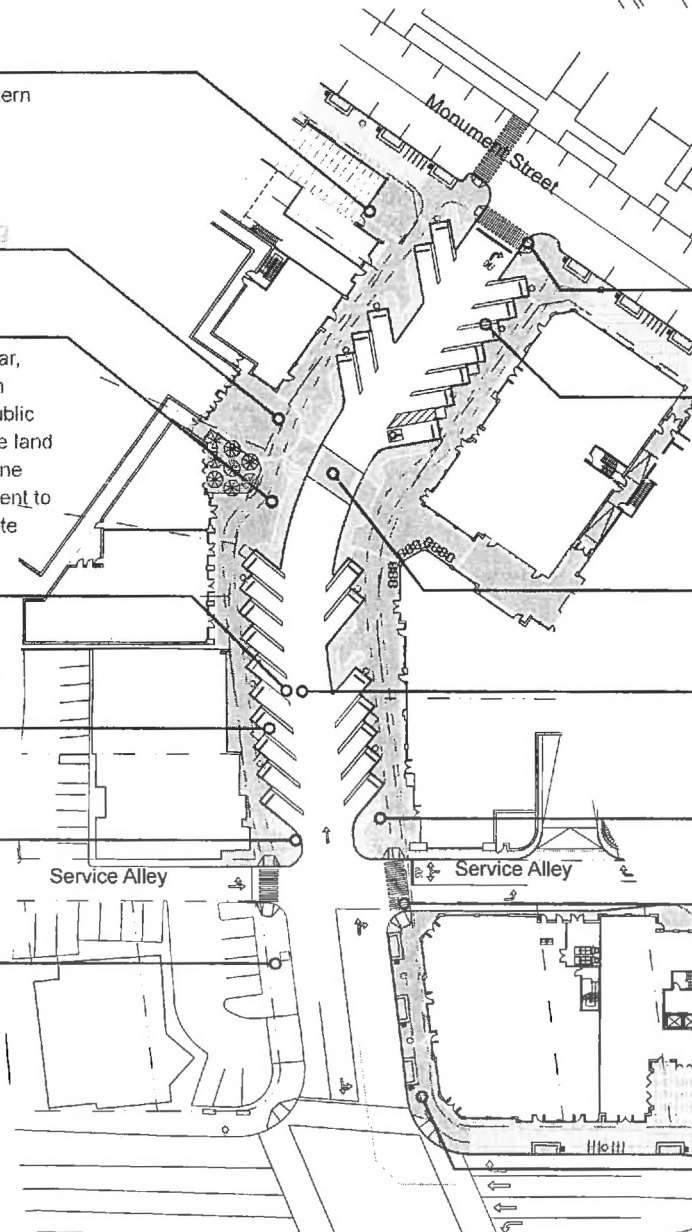 ern
Monument Street
g
ar,
n
ublic
e land
ne
ent to
te
Service Alley
Service Alley